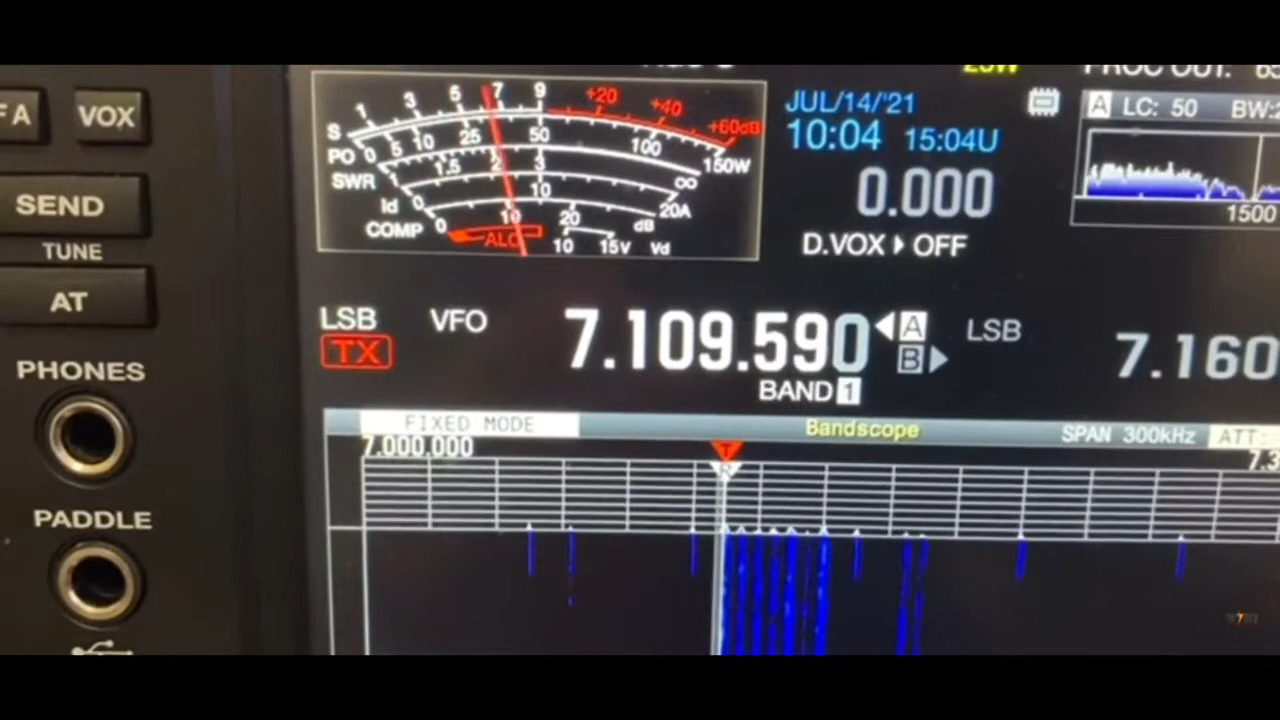 VOX
SEND
TUNE
AT
PHONES
PADDLE
S 1 3 5 7 9 +20 +40 +60dB
PO 0 5 10 25 50 100 150W
SWR 1 1.5 2 3 ∞
Id 0 10 20A
COMP 0 10 20 dB
ALC 10 15V Vd
JUL/14/'21
10:04 15:04U
0.000
D.VOX OFF
PROC OUT:
A LC: 50 BW:
1500
LSB VFO 7.109.590 A LSB 7.160
TX B
BAND 1
FIXED MODE Bandscope SPAN 300kHz ATT:
7.000.000 7.3
T
R